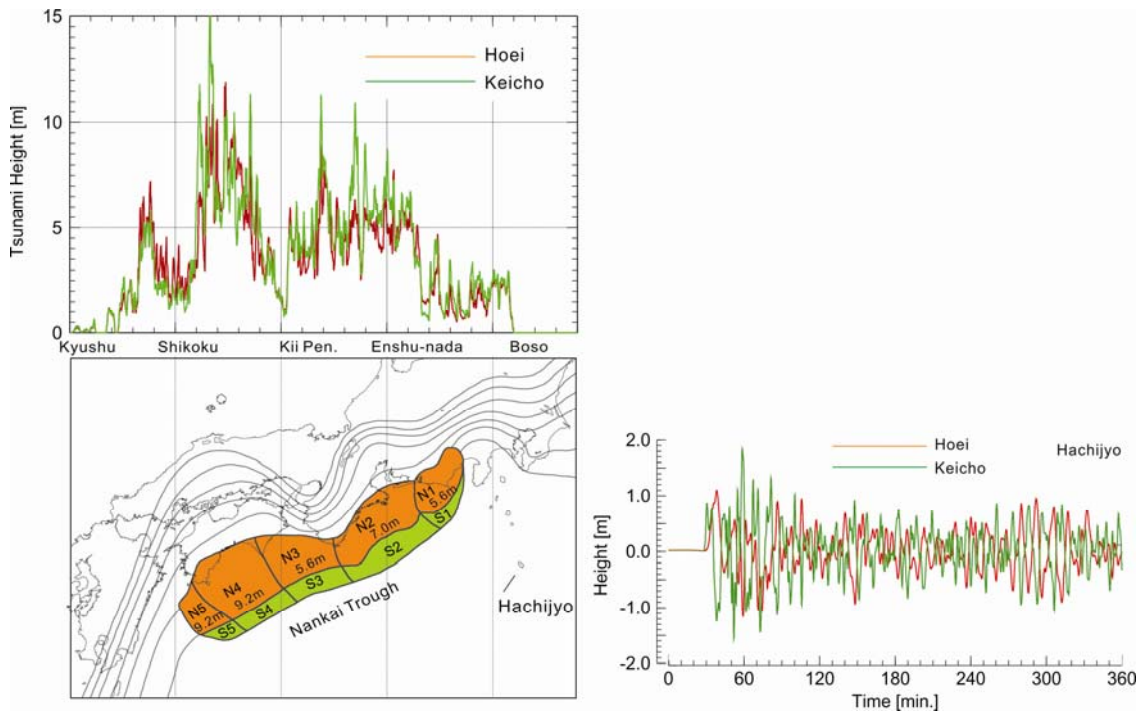 15
10
5
0
Tsunami Height [m]
Hoei
Keicho
Kyushu Shikoku Kii Pen. Enshu-nada Boso
N1
5.6m
S1
N2
7.0m
S2
N3
5.6m
S3
N4
9.2m
S4
N5
9.2m
S5
Nankai Trough
Hachijyo
2.0
1.0
0.0
-1.0
-2.0
Height [m]
Hoei
Keicho
Hachijyo
0 60 120 180 240 300 360
Time [min.]